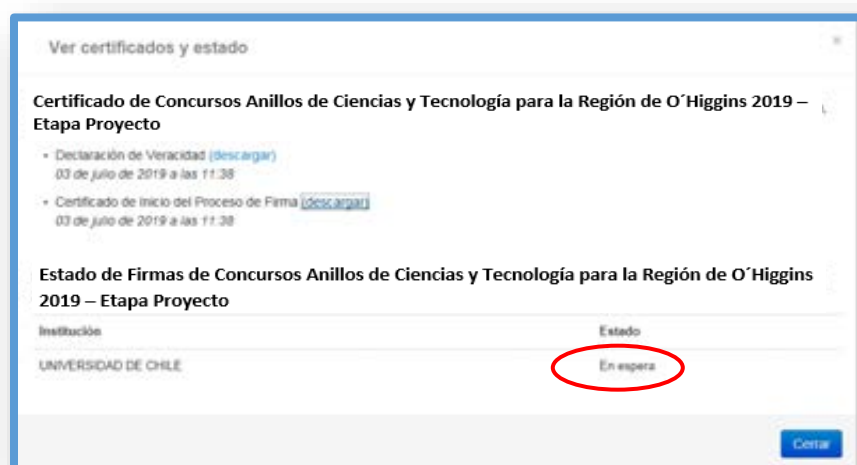 Ver certificados y estado
×
Certificado de Concursos Anillos de Ciencias y Tecnología para la Región de O´Higgins 2019 –
Etapa Proyecto
• Declaración de Veracidad (descargar)
03 de julio de 2019 a las 11:38
• Certificado de Inicio del Proceso de Firma (descargar)
03 de julio de 2019 a las 11:38
Estado de Firmas de Concursos Anillos de Ciencias y Tecnología para la Región de O´Higgins
2019 – Etapa Proyecto
Institución Estado
UNIVERSIDAD DE CHILE En espera
Cerrar